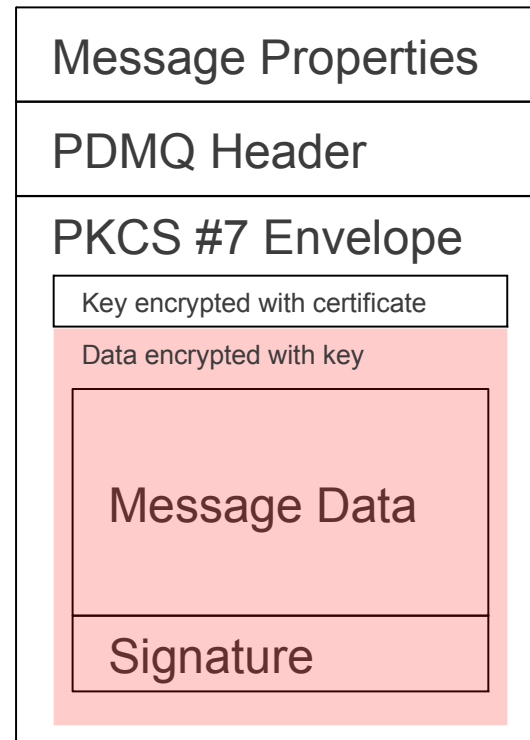 Message Properties
PDMQ Header
PKCS #7 Envelope
Key encrypted with certificate
Data encrypted with key
Message Data
Signature